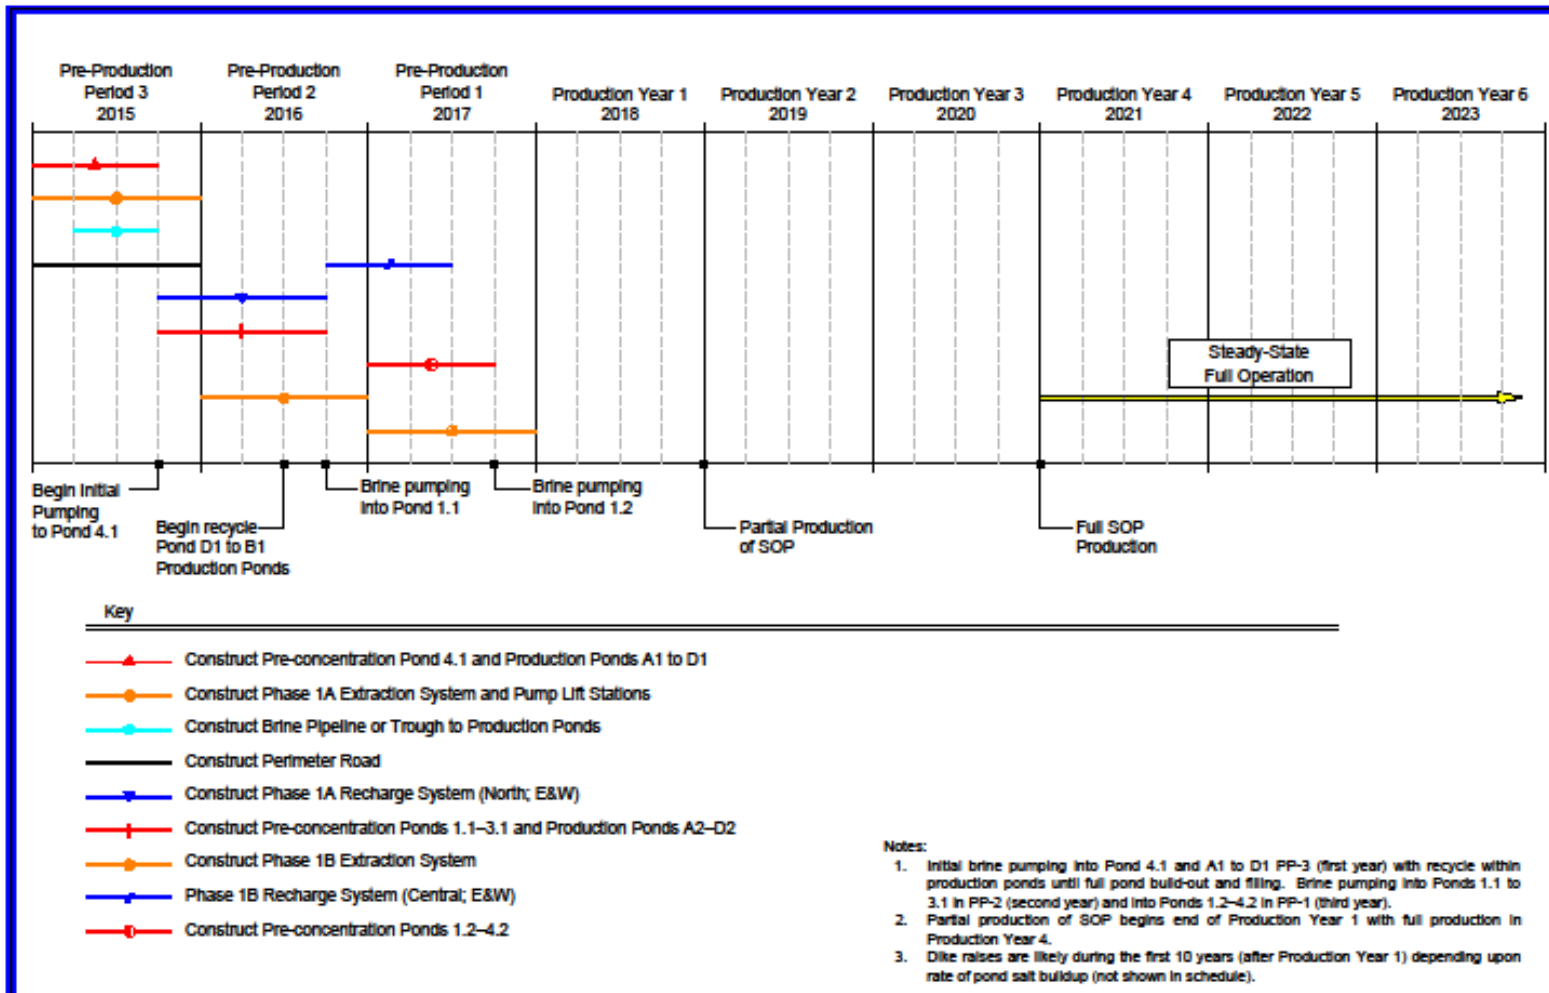 Pre-Production
Period 3
2015
Pre-Production
Period 2
2016
Pre-Production
Period 1
2017
Production Year 1
2018
Production Year 2
2019
Production Year 3
2020
Production Year 4
2021
Production Year 5
2022
Production Year 6
2023
Steady-State
Full Operation
Begin Initial
Pumping
to Pond 4.1
Begin recycle
Pond D1 to B1
Production Ponds
Brine pumping
Into Pond 1.1
Brine pumping
Into Pond 1.2
Partial Production
of SOP
Full SOP
Production
Key
Construct Pre-concentration Pond 4.1 and Production Ponds A1 to D1
Construct Phase 1A Extraction System and Pump Lift Stations
Construct Brine Pipeline or Trough to Production Ponds
Construct Perimeter Road
Construct Phase 1A Recharge System (North; E&W)
Construct Pre-concentration Ponds 1.1–3.1 and Production Ponds A2–D2
Construct Phase 1B Extraction System
Phase 1B Recharge System (Central; E&W)
Construct Pre-concentration Ponds 1.2–4.2
Notes:
1. Initial brine pumping into Pond 4.1 and A1 to D1 PP-3 (first year) with recycle within
production ponds until full pond build-out and filling. Brine pumping into Ponds 1.1 to
3.1 in PP-2 (second year) and into Ponds 1.2–4.2 in PP-1 (third year).
2. Partial production of SOP begins end of Production Year 1 with full production in
Production Year 4.
3. Dike raises are likely during the first 10 years (after Production Year 1) depending upon
rate of pond salt buildup (not shown in schedule).